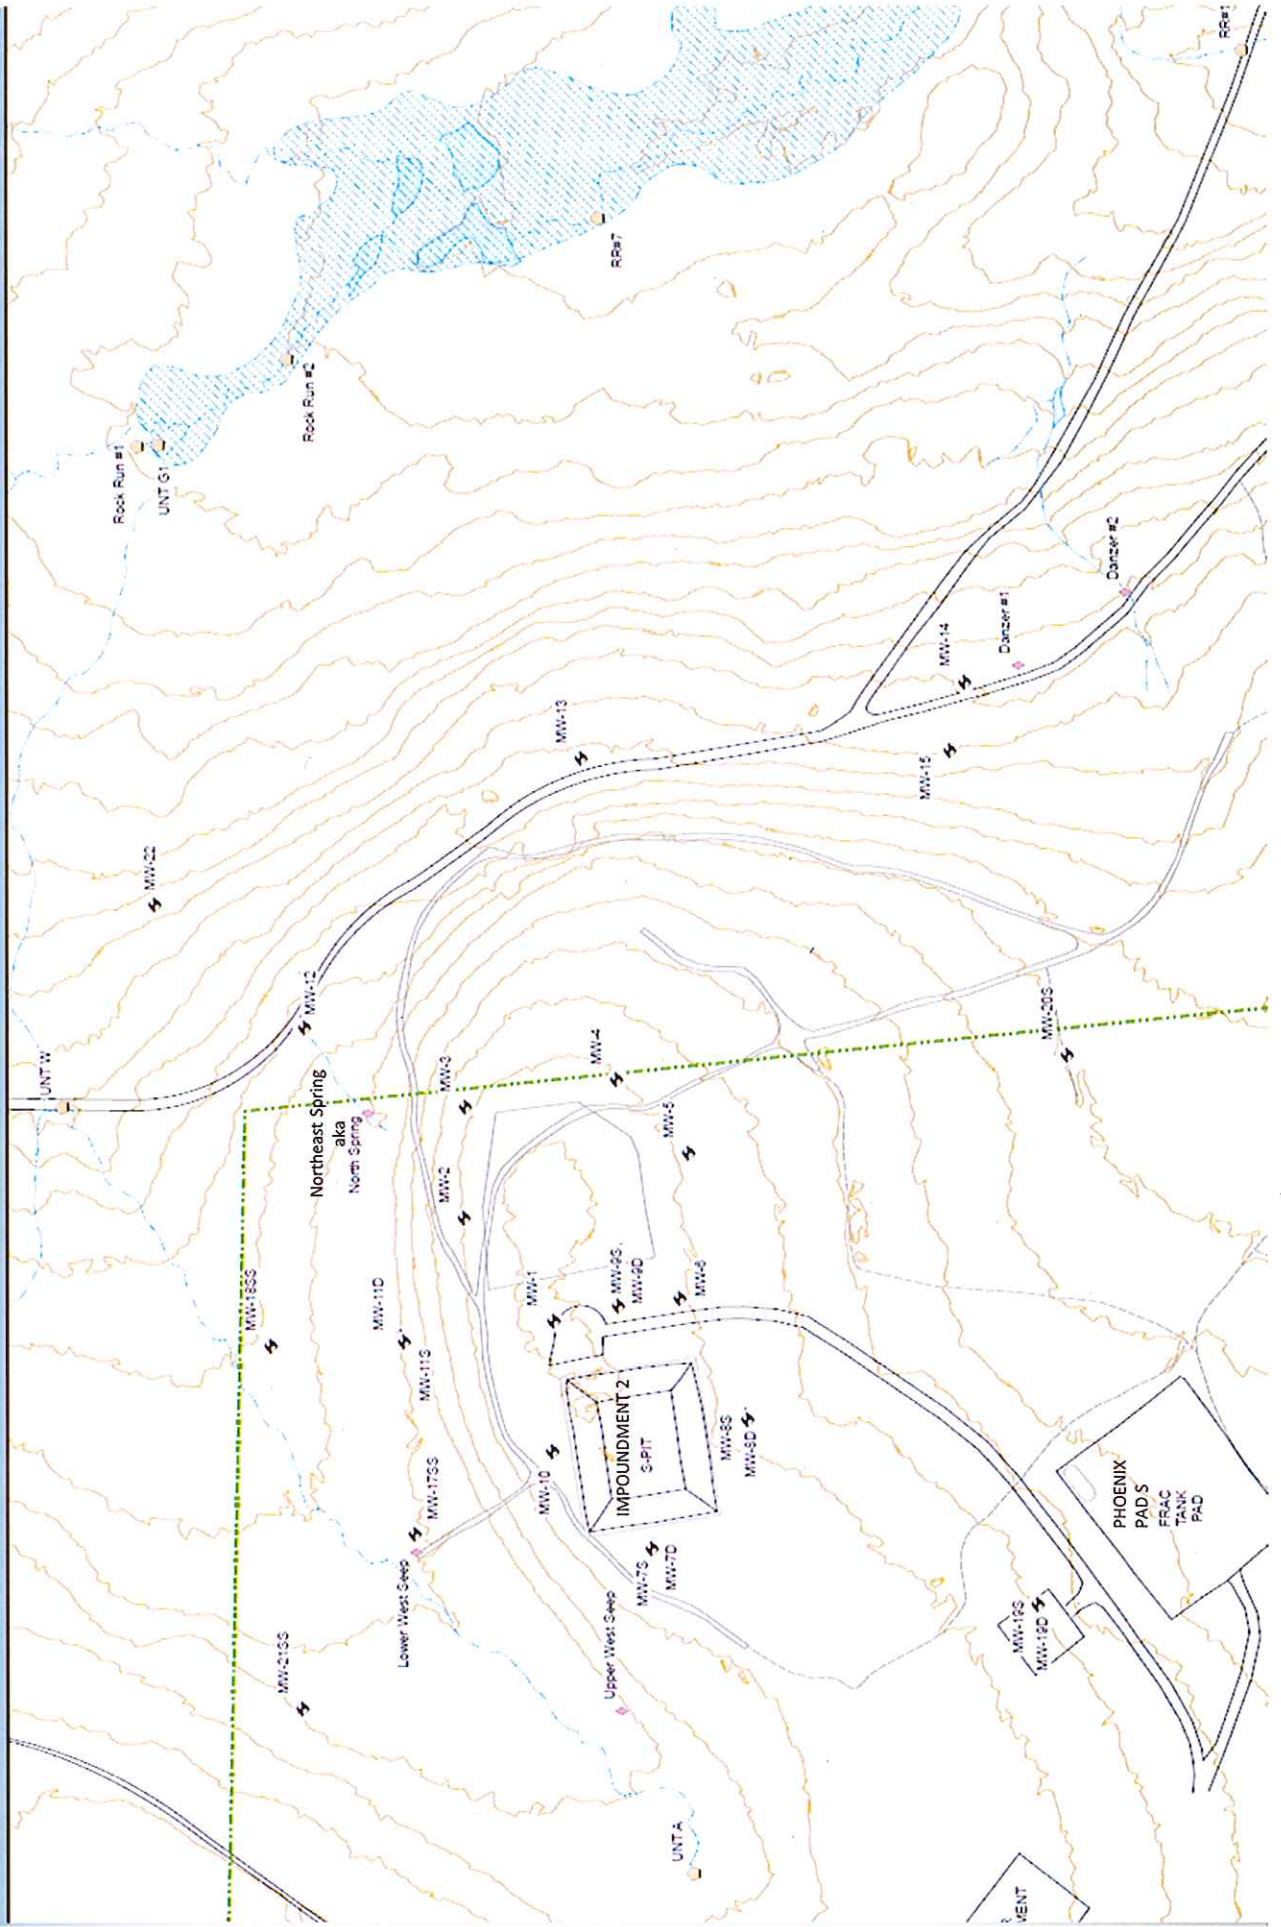 UNT W
Rock Run #1
MW-22
UNT G1
MW-18SS
MW-21SS
Rock Run #2
MW-12
Northeast Spring
aka
North Spring
MW-11D
Lower West Seep
MW-11S
MW-17SS
MW-2
MW-3
MW-1
MW-10
MW-13
MW-4
Upper West Seep
MW-9S,
MW-9D
RR#7
IMPOUNDMENT 2
S-PIT
MW-7S
MW-7D
MW-5
UNT A
MW-6
MW-8S
MW-8D
MW-15
MW-14
Danzer #1
MW-19S
MW-19D
MW-20S
Danzer #2
PHOENIX
PADS
FRAC
TANK
PAD
RR#1
MENT